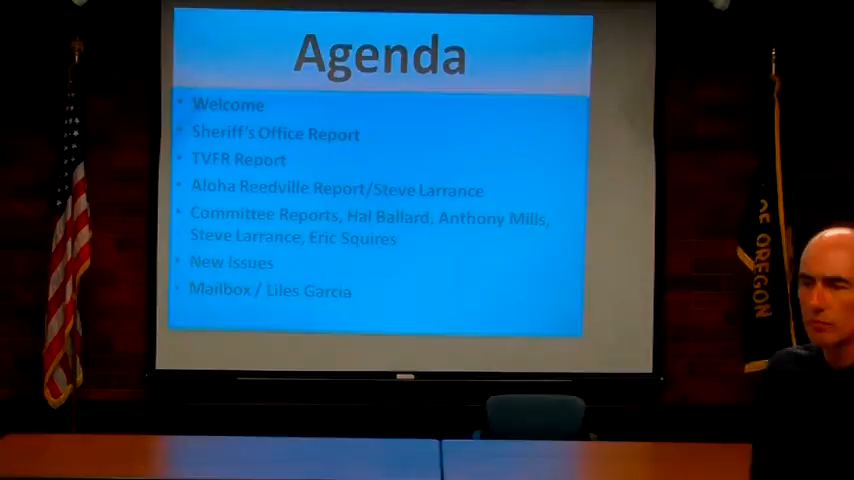 Agenda
• Welcome
• Sheriff's Office Report
• TVFR Report
• Aloha Reedville Report/Steve Larrance
• Committee Reports, Hal Ballard, Anthony Mills,
Steve Larrance, Eric Squires
• New Issues
• Mailbox / Liles Garcia
OF OREGON